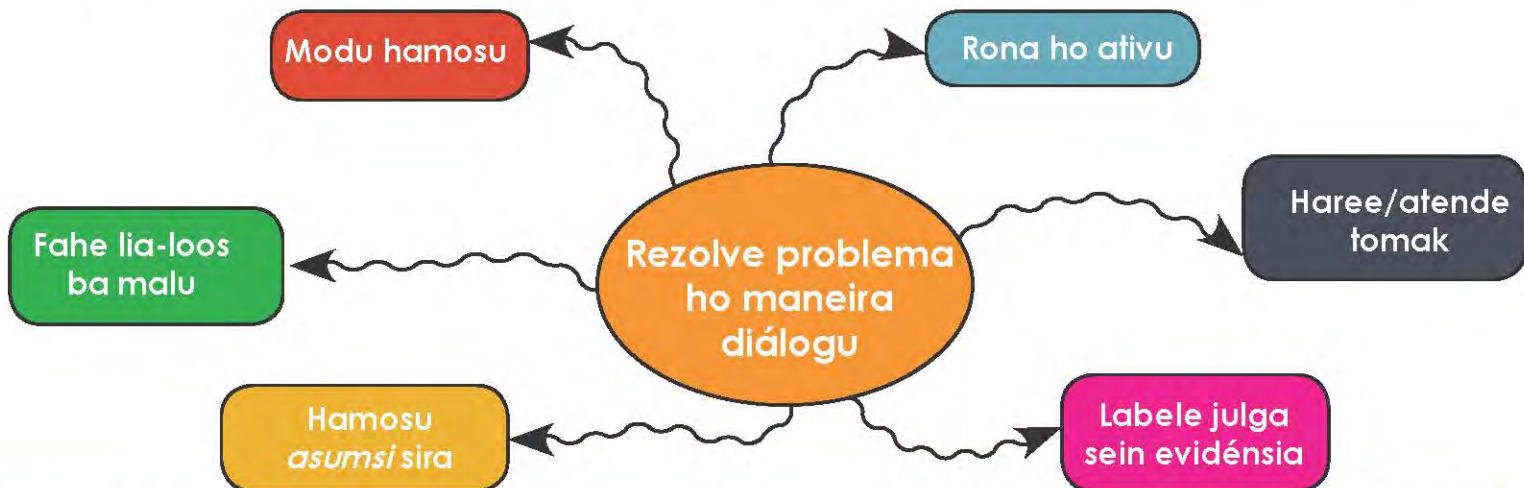 Modu hamosu
Rona ho ativu
Haree/atende
tomak
Fahe lia-loos
ba malu
Rezolve problema
ho maneira
diálogu
Hamosu
asumsi sira
Labele julga
sein evidénsia